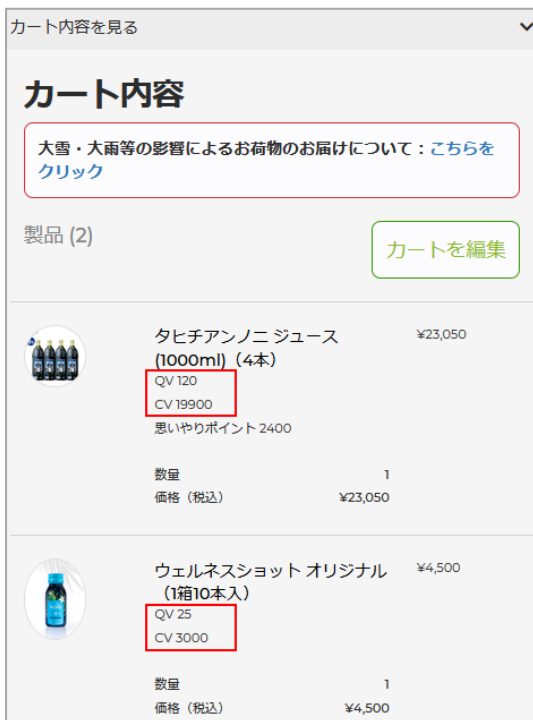 カート内容を見る
カート内容
大雪・大雨等の影響によるお荷物のお届けについて：こちらを
クリック
製品 (2)
カートを編集
タヒチアンノニ ジュース ¥23,050
(1000ml)（4本）
QV 120
CV 19900
思いやりポイント 2400
数量 1
価格（税込） ¥23,050
ウェルネスショット オリジナル ¥4,500
（1箱10本入）
QV 25
CV 3000
数量 1
価格（税込） ¥4,500